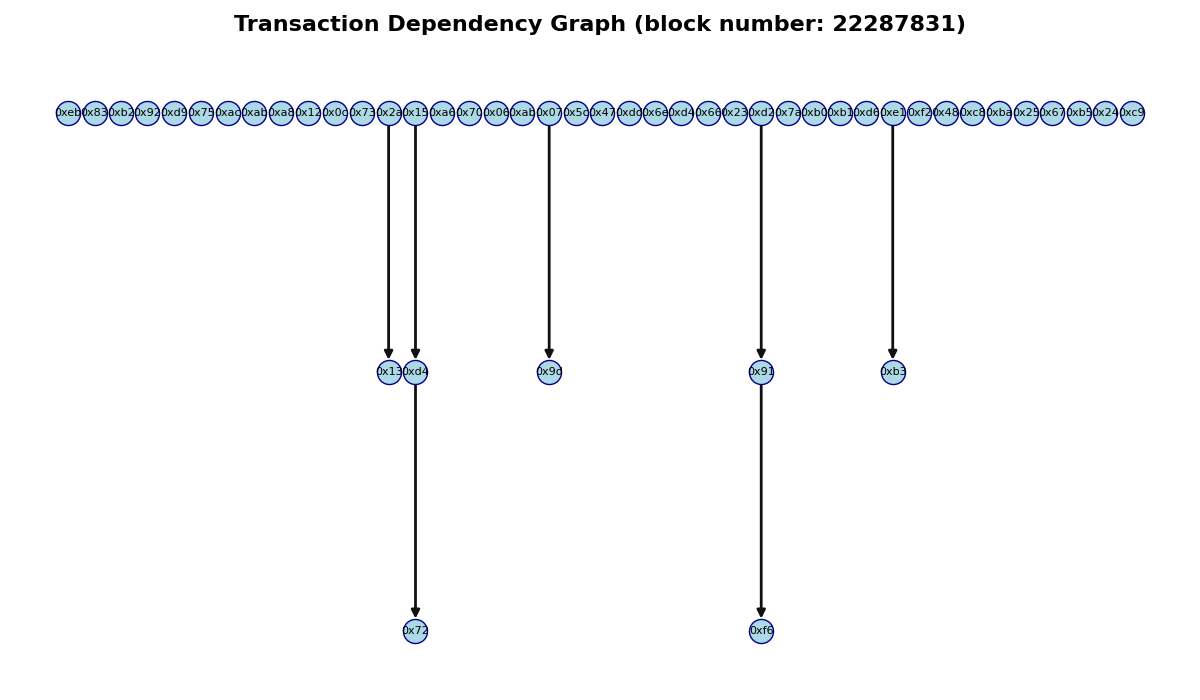 Transaction Dependency Graph (block number: 22287831)
0xeb 0x83 0xb2 0x92 0xd9 0x75 0xac 0xab 0xa8 0x12 0x0c 0x73 0x2a 0x15 0xa6 0x70 0x06 0xab 0x07 0x5c 0x47 0xdd 0x6e 0xd4 0x66 0x23 0xd2 0x7a 0xb0 0xb1 0xd6 0xe1 0xf2 0x48 0xc8 0xba 0x25 0x67 0xb5 0x24 0xc9
0x13 0xd4 0x9d 0x91 0xb3
0x72 0xf6